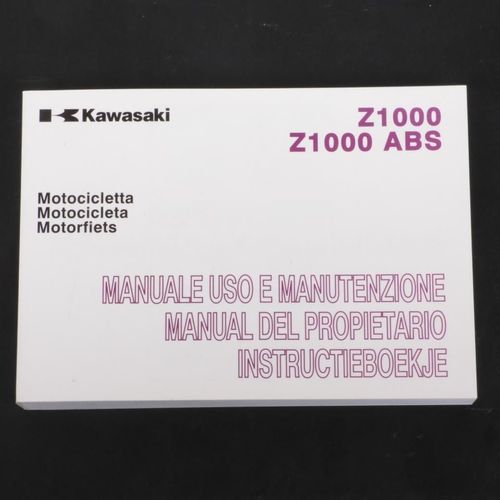 Kawasaki
Z1000
Z1000 ABS
Motocicletta
Motocicleta
Motorfiets
MANUALE USO E MANUTENZIONE
MANUAL DEL PROPIETARIO
INSTRUCTIEBOEKJE